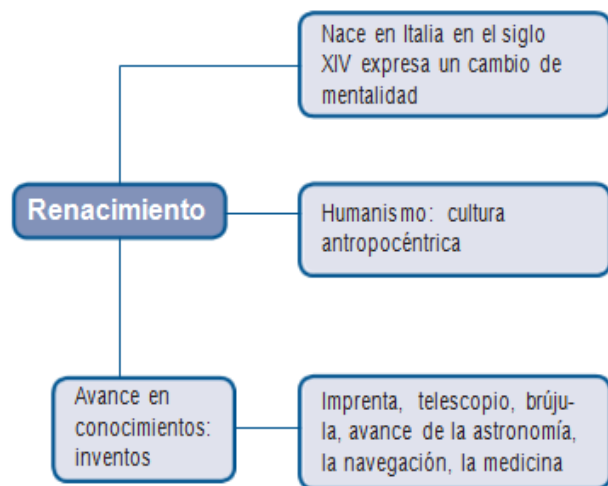 Nace en Italia en el siglo
XIV expresa un cambio de
mentalidad
Renacimiento
Humanismo: cultura
antropocéntrica
Avance en
conocimientos:
inventos
Imprenta, telescopio, brúju-
la, avance de la astronomía,
la navegación, la medicina